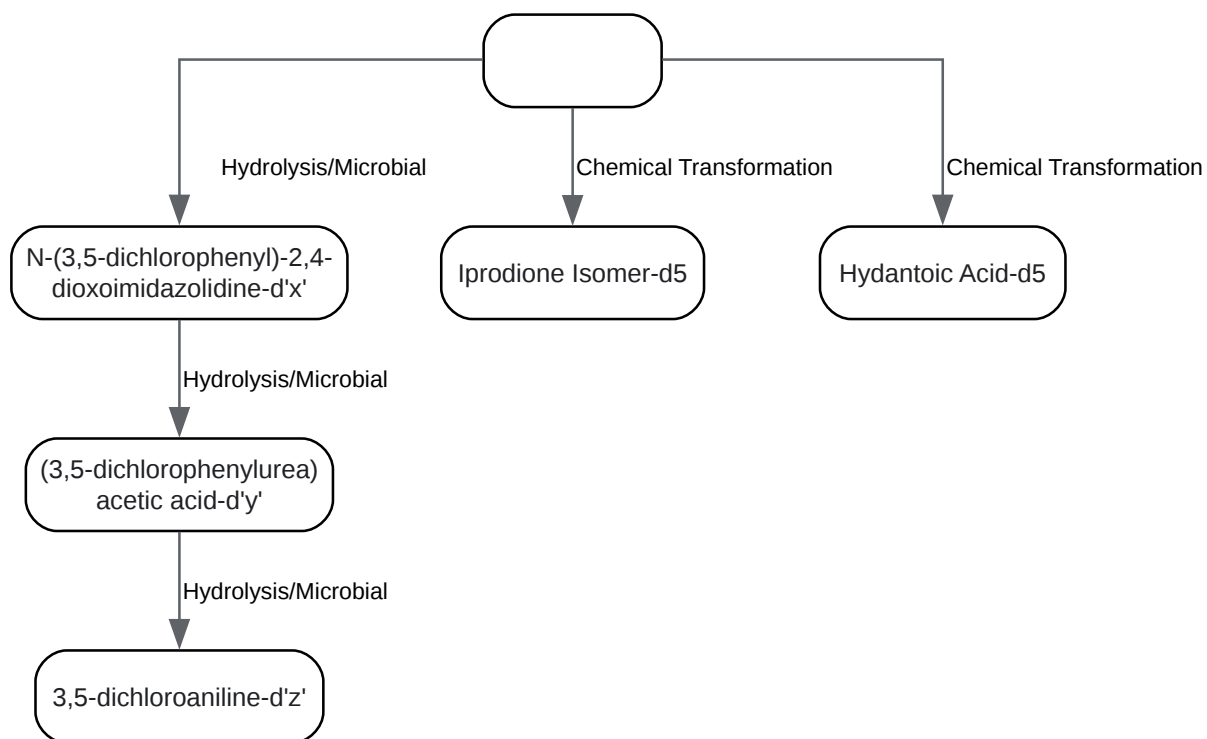 Hydrolysis/Microbial
Chemical Transformation
Chemical Transformation
N-(3,5-dichlorophenyl)-2,4-
dioxoimidazolidine-d'x'
Iprodione Isomer-d5
Hydantoic Acid-d5
Hydrolysis/Microbial
(3,5-dichlorophenylurea)
acetic acid-d'y'
Hydrolysis/Microbial
3,5-dichloroaniline-d'z'